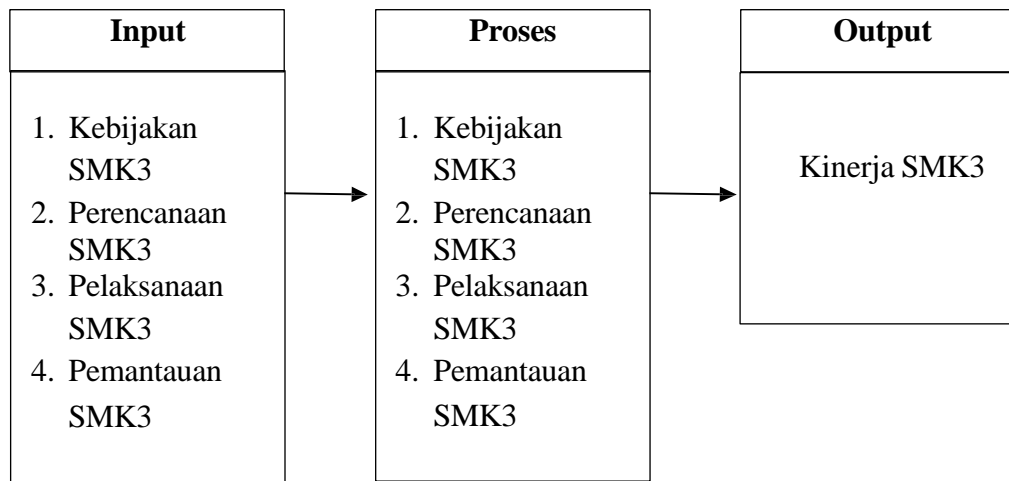 Input
1. Kebijakan
SMK3
2. Perencanaan
SMK3
3. Pelaksanaan
SMK3
4. Pemantauan
SMK3
Proses
1. Kebijakan
SMK3
2. Perencanaan
SMK3
3. Pelaksanaan
SMK3
4. Pemantauan
SMK3
Output
Kinerja SMK3